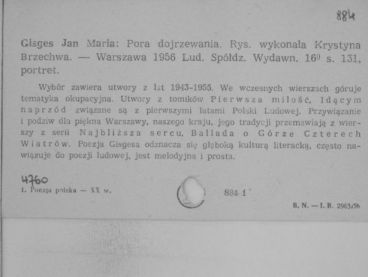 884
Gisges Jan Maria: Pora dojrzewania. Rys. wykonała Krystyna
Brzechwa. — Warszawa 1956 Lud. Spółdz. Wydawn. 16⁰ s. 131,
portret.
Wybór zawiera utwory z lat 1943-1955. We wczesnych wierszach góruje
tematyka okupacyjna. Utwory z tomików Pierwsza miłość, Idącym
naprzód związane są z pierwszymi latami Polski Ludowej. Przywiązanie
i podziw dla piękna Warszawy, naszego kraju, jego tradycji przemawiają z wier-
szy z serii Najbliższa sercu, Ballada o Górze Czterech
Wiatrów. Poezja Gisgesa odznacza się głęboką kulturą literacką, często na-
wiązuje do poezji ludowej, jest melodyjna i prosta.
4760
1. Poezja polska — XX w.
884-1
B. N. — I. B. 2963/56